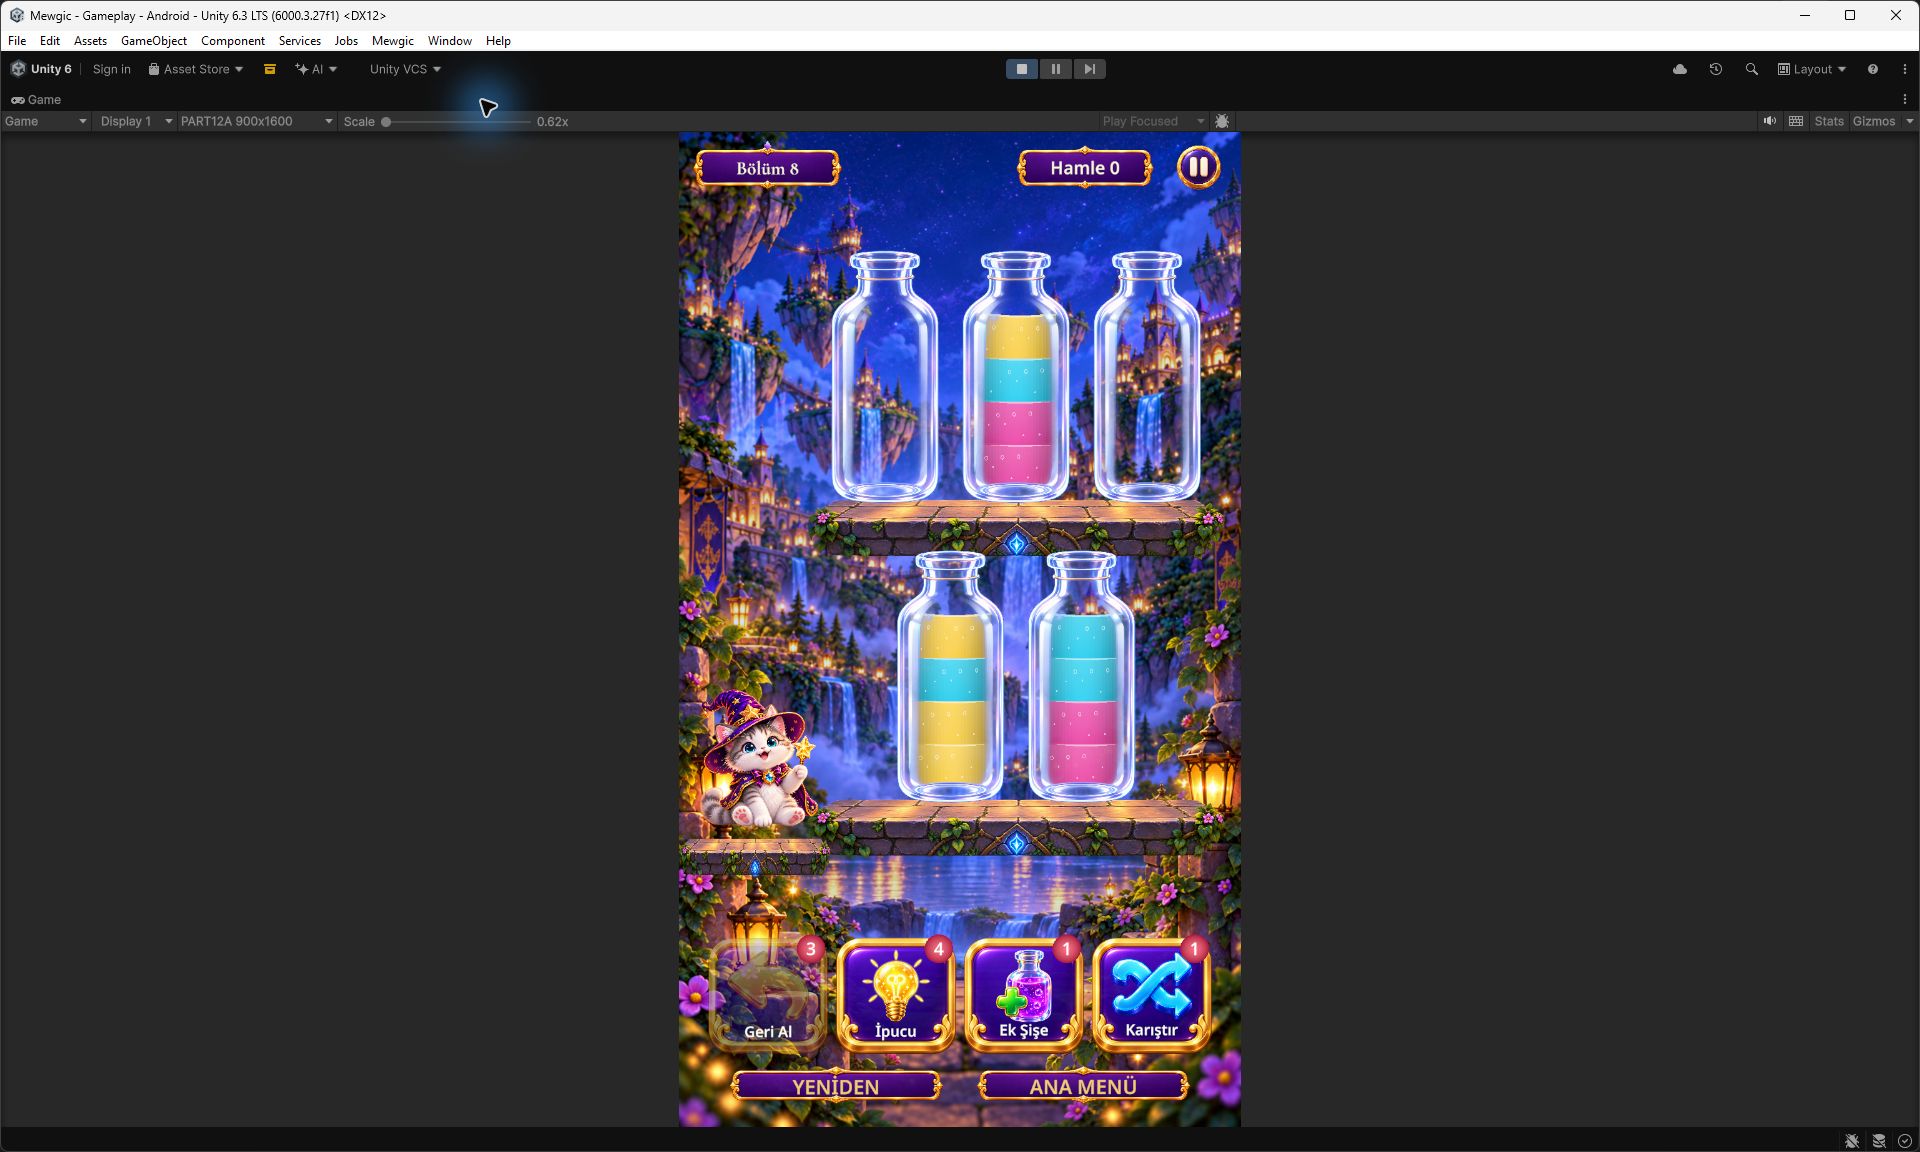 Mewgic - Gameplay - Android - Unity 6.3 LTS (6000.3.27f1) <DX12>
File Edit Assets GameObject Component Services Jobs Mewgic Window Help
Unity 6 Sign in Asset Store AI Unity VCS Layout
Game
Game Display 1 PART12A 900x1600 Scale 0.62x Play Focused Stats Gizmos
Bölüm 8 Hamle 0
3 4 1 1
Geri Al İpucu Ek Şişe Karıştır
YENİDEN ANA MENÜ